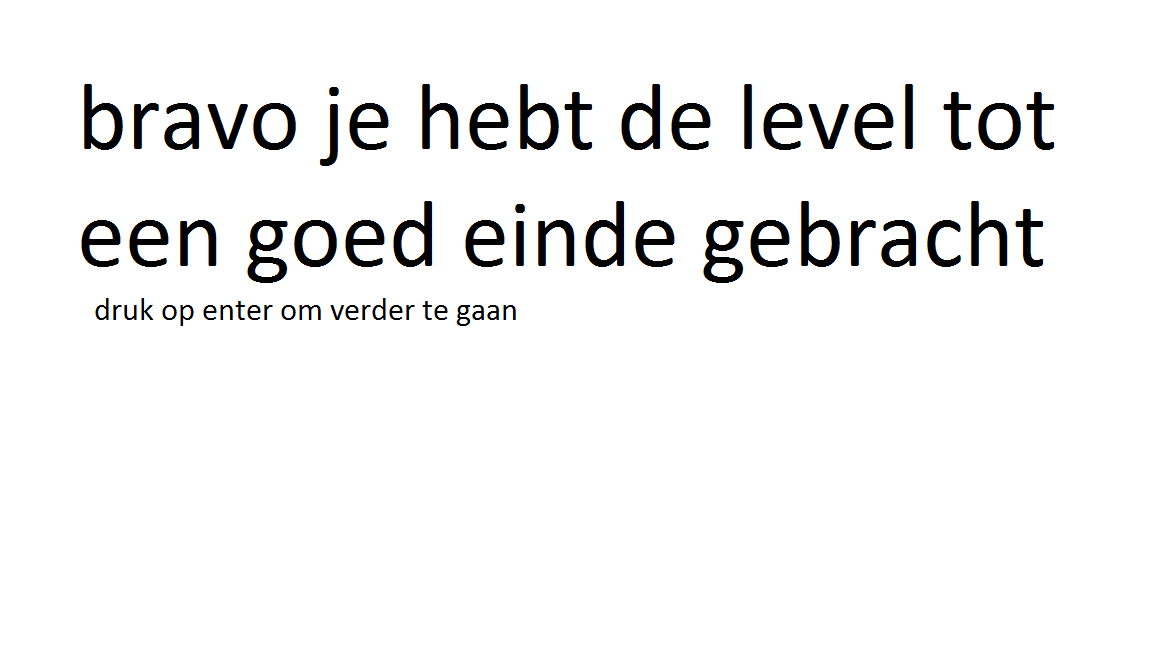 bravo je hebt de level tot
een goed einde gebracht
druk op enter om verder te gaan